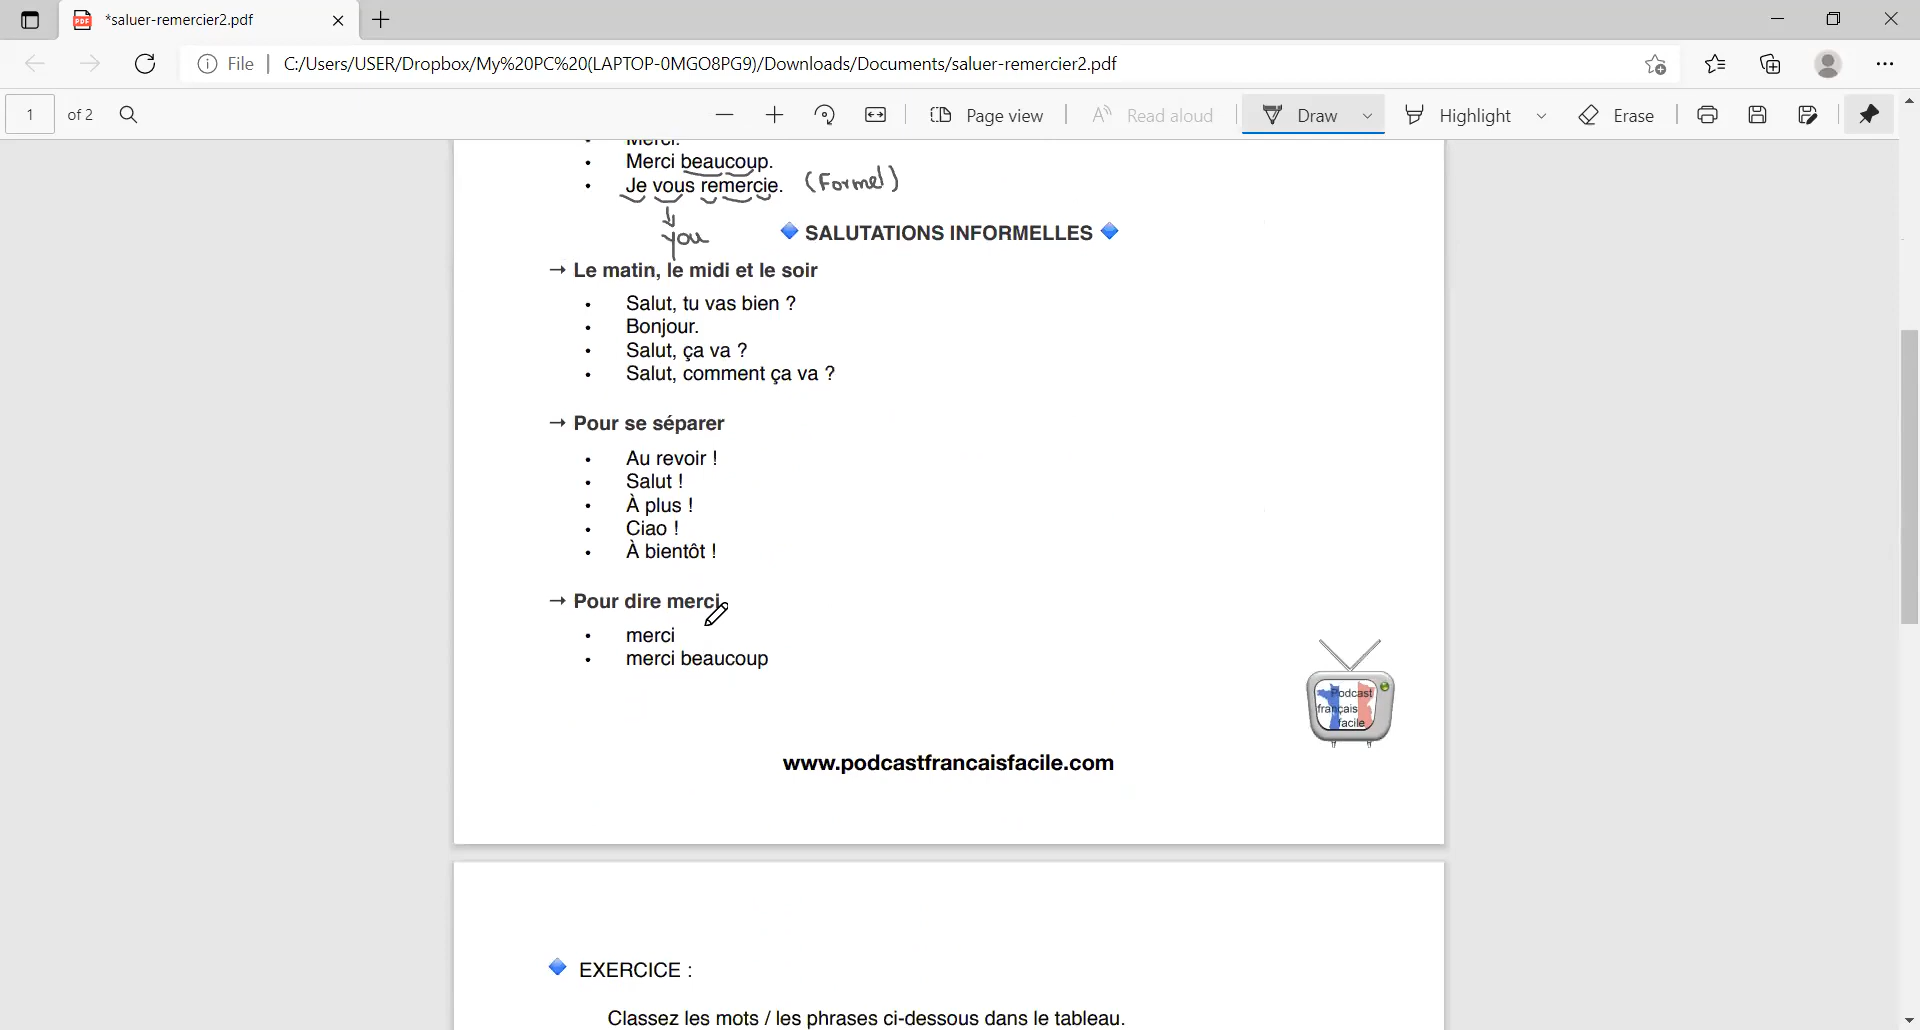 *saluer-remercier2.pdf
File
C:/Users/USER/Dropbox/My%20PC%20(LAPTOP-0MGO8PG9)/Downloads/Documents/saluer-remercier2.pdf
1 of 2
Page view
Read aloud
Draw
Highlight
Erase
Merci.
• Merci beaucoup.
• Je vous remercie. (Formel)
you
SALUTATIONS INFORMELLES
→ Le matin, le midi et le soir
• Salut, tu vas bien ?
• Bonjour.
• Salut, ça va ?
• Salut, comment ça va ?
→ Pour se séparer
• Au revoir !
• Salut !
• À plus !
• Ciao !
• À bientôt !
→ Pour dire merci
• merci
• merci beaucoup
Podcast
français
facile
www.podcastfrancaisfacile.com
EXERCICE :
Classez les mots / les phrases ci-dessous dans le tableau.